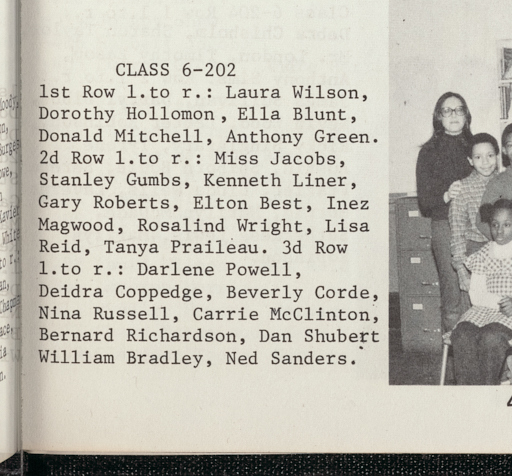 CLASS 6-202
1st Row l.to r.: Laura Wilson,
Dorothy Hollomon, Ella Blunt,
Donald Mitchell, Anthony Green.
2d Row l.to r.: Miss Jacobs,
Stanley Gumbs, Kenneth Liner,
Gary Roberts, Elton Best, Inez
Magwood, Rosalind Wright, Lisa
Reid, Tanya Praileau. 3d Row
l.to r.: Darlene Powell,
Deidra Coppedge, Beverly Corde,
Nina Russell, Carrie McClinton,
Bernard Richardson, Dan Shubert
William Bradley, Ned Sanders.